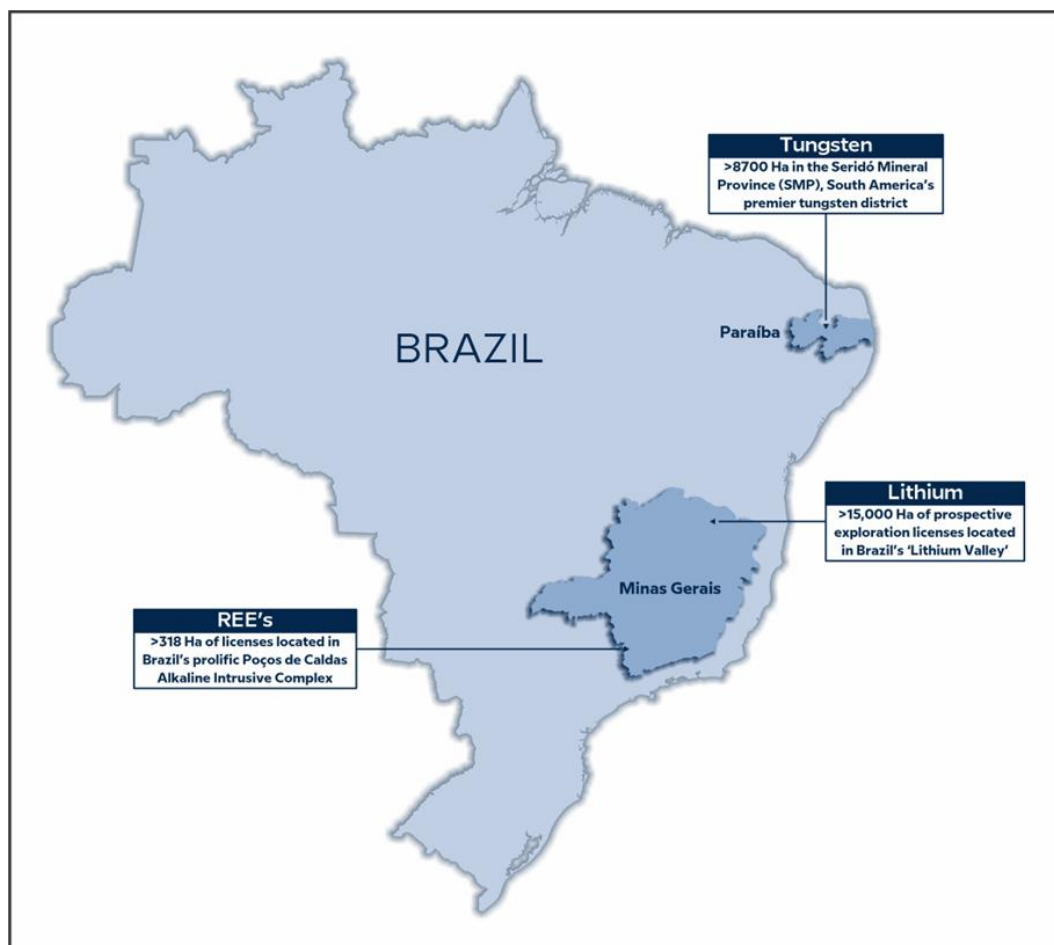 Tungsten
>8700 Ha in the Seridó Mineral
Province (SMP), South America's
premier tungsten district
Paraíba
BRAZIL
Lithium
>15,000 Ha of prospective
exploration licenses located
in Brazil's 'Lithium Valley'
Minas Gerais
REE's
>318 Ha of licenses located in
Brazil's prolific Poços de Caldas
Alkaline Intrusive Complex